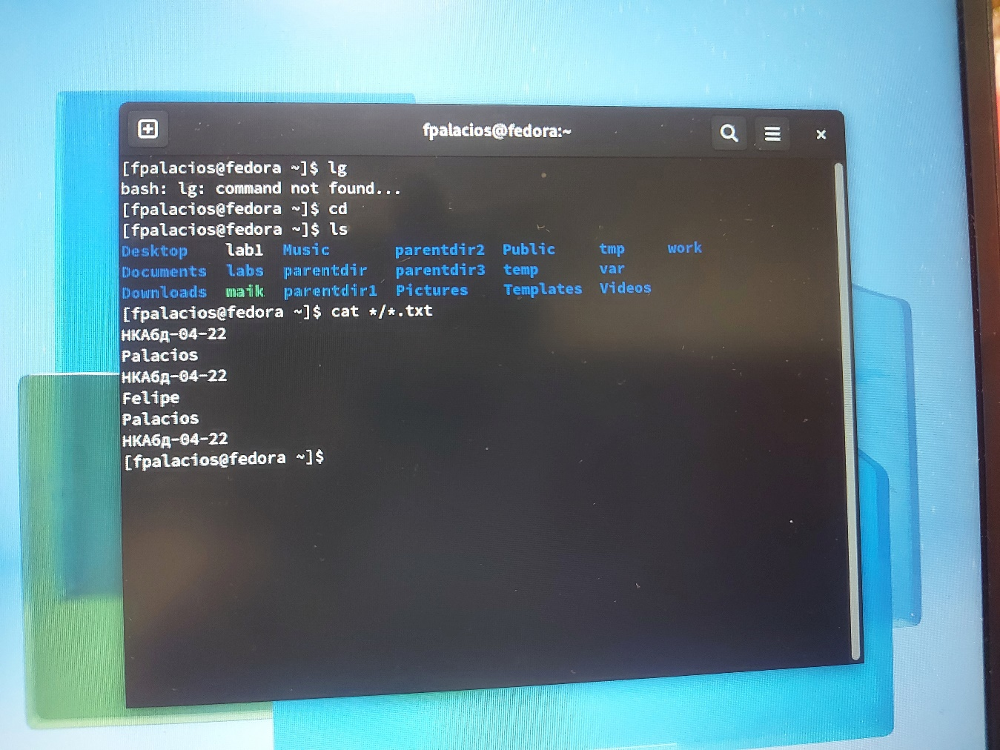 fpalacios@fedora:~
[fpalacios@fedora ~]$ lg
bash: lg: command not found...
[fpalacios@fedora ~]$ cd
[fpalacios@fedora ~]$ ls
Desktop lab1 Music parentdir2 Public tmp work
Documents labs parentdir parentdir3 temp var
Downloads maik parentdir1 Pictures Templates Videos
[fpalacios@fedora ~]$ cat */*.txt
НКАбд-04-22
Palacios
НКАбд-04-22
Felipe
Palacios
НКАбд-04-22
[fpalacios@fedora ~]$